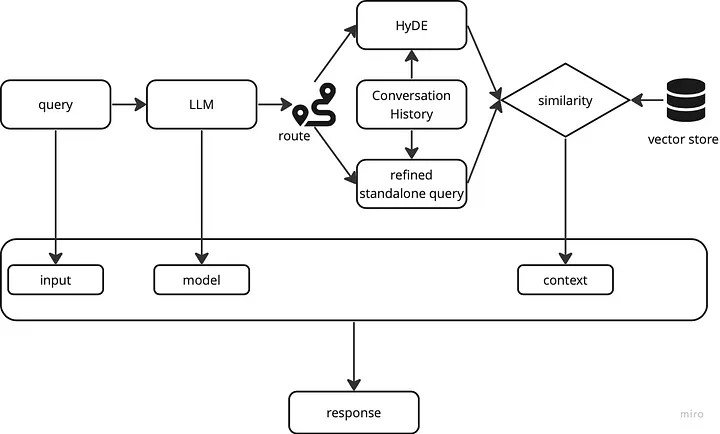 HyDE
query
LLM
Conversation
History
route
similarity
vector store
refined
standalone query
input
model
context
response
miro